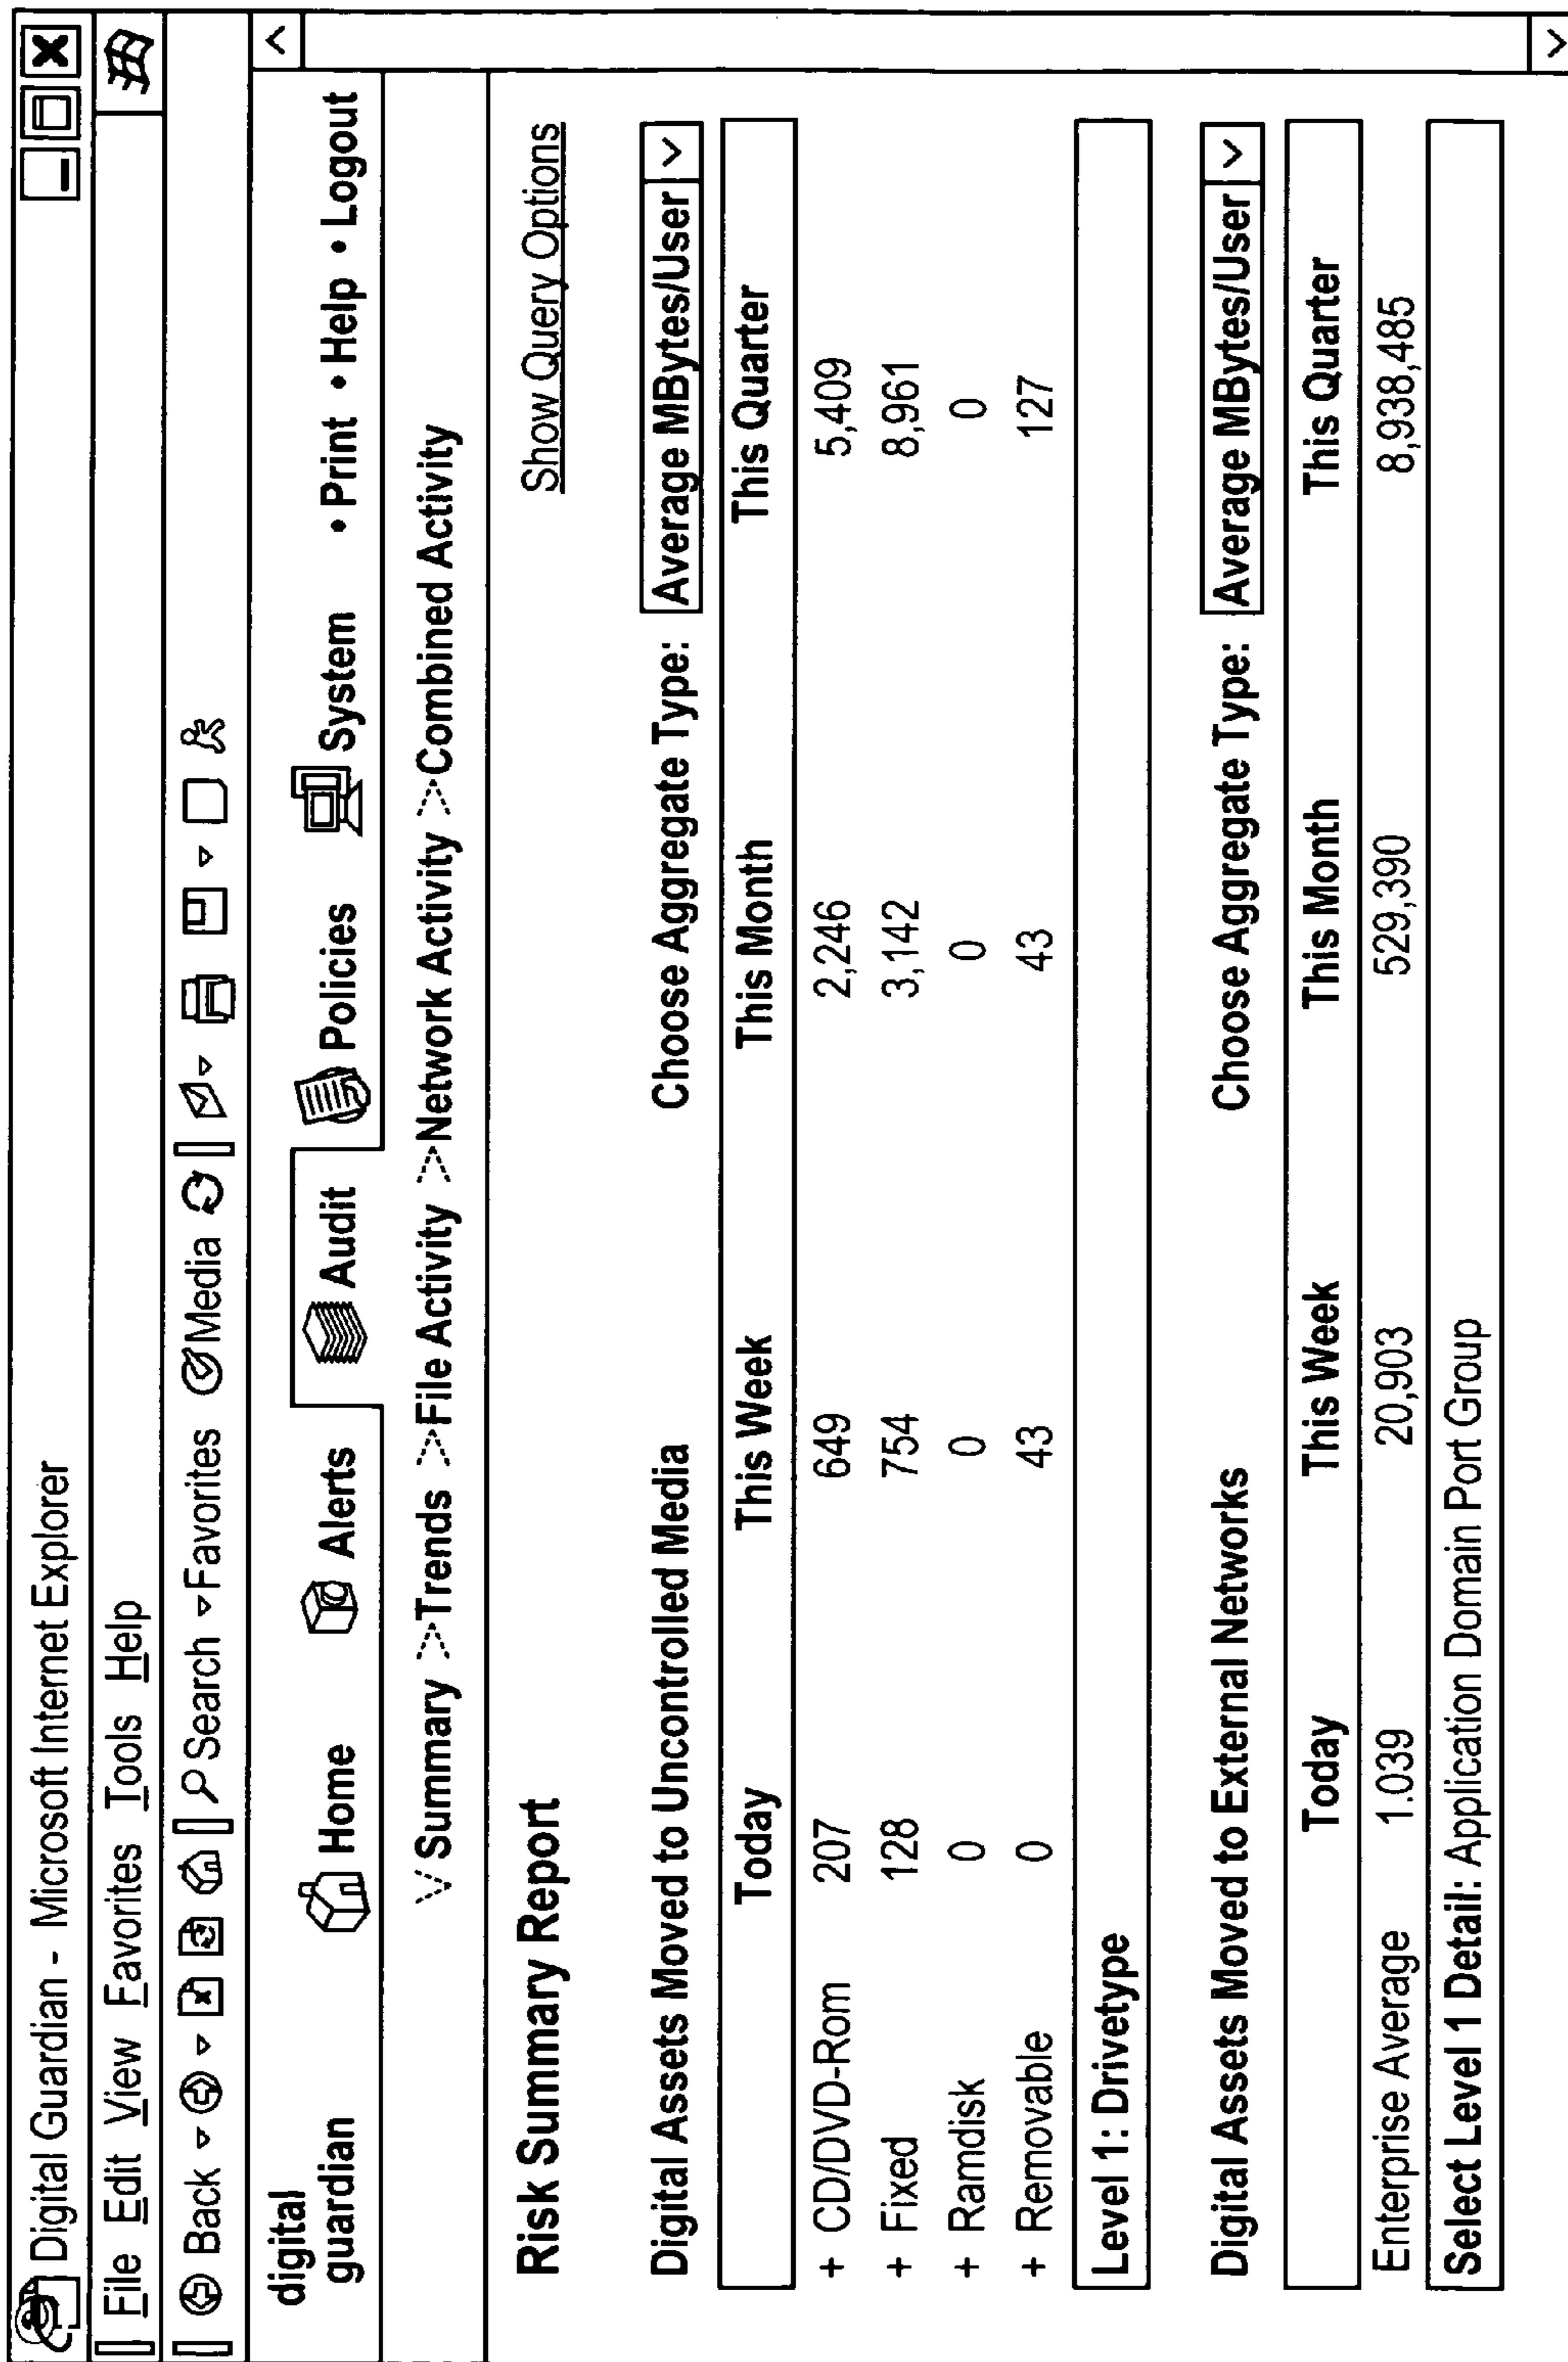 Digital Guardian - Microsoft Internet Explorer
File Edit View Favorites Tools Help
Back Search Favorites Media
digital guardian
Home Alerts Audit Policies System • Print • Help • Logout
Summary Trends File Activity Network Activity Combined Activity
Risk Summary Report
Show Query Options
Digital Assets Moved to Uncontrolled Media Choose Aggregate Type: Average MBytes/User
Today This Week This Month This Quarter
+ CD/DVD-Rom 207 649 2,246 5,409
+ Fixed 128 754 3,142 8,961
+ Ramdisk 0 0 0 0
+ Removable 0 43 43 127
Level 1: Drivetype
Digital Assets Moved to External Networks Choose Aggregate Type: Average MBytes/User
Today This Week This Month This Quarter
Enterprise Average 1.039 20,903 529,390 8,938,485
Select Level 1 Detail: Application Domain Port Group